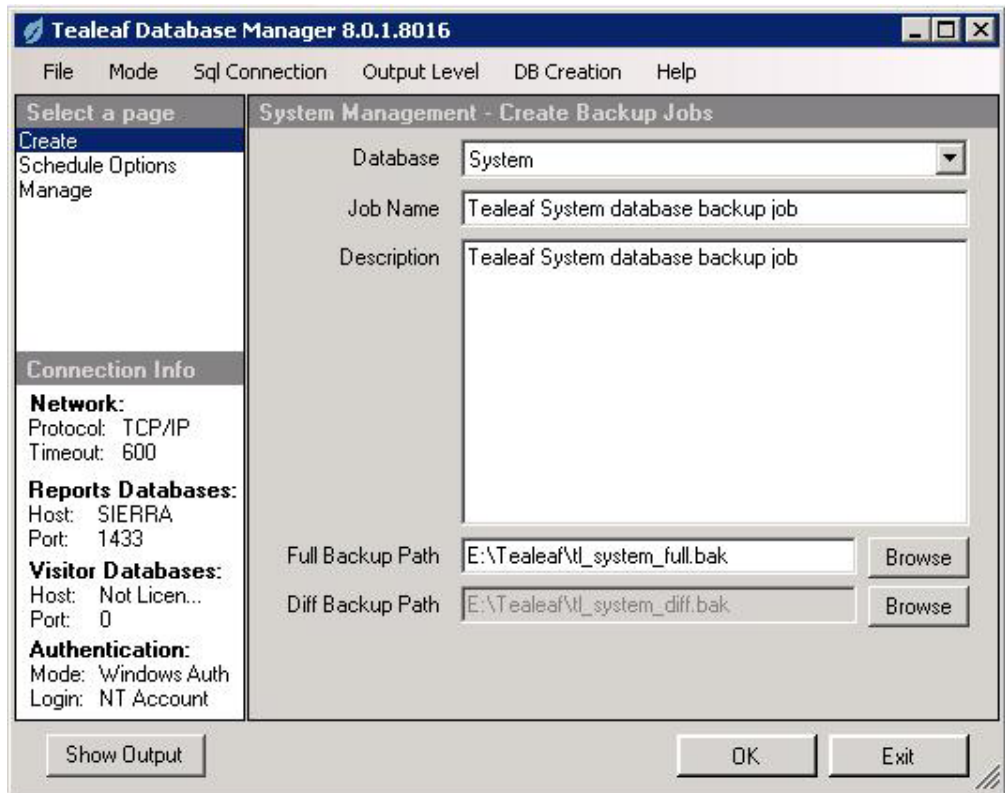 Tealeaf Database Manager 8.0.1.8016
File Mode Sql Connection Output Level DB Creation Help
Select a page
Create
Schedule Options
Manage
Connection Info
Network:
Protocol: TCP/IP
Timeout: 600
Reports Databases:
Host: SIERRA
Port: 1433
Visitor Databases:
Host: Not Licen...
Port: 0
Authentication:
Mode: Windows Auth
Login: NT Account
System Management - Create Backup Jobs
Database System
Job Name Tealeaf System database backup job
Description Tealeaf System database backup job
Full Backup Path E:\Tealeaf\tl_system_full.bak Browse
Diff Backup Path E:\Tealeaf\tl_system_diff.bak Browse
Show Output OK Exit